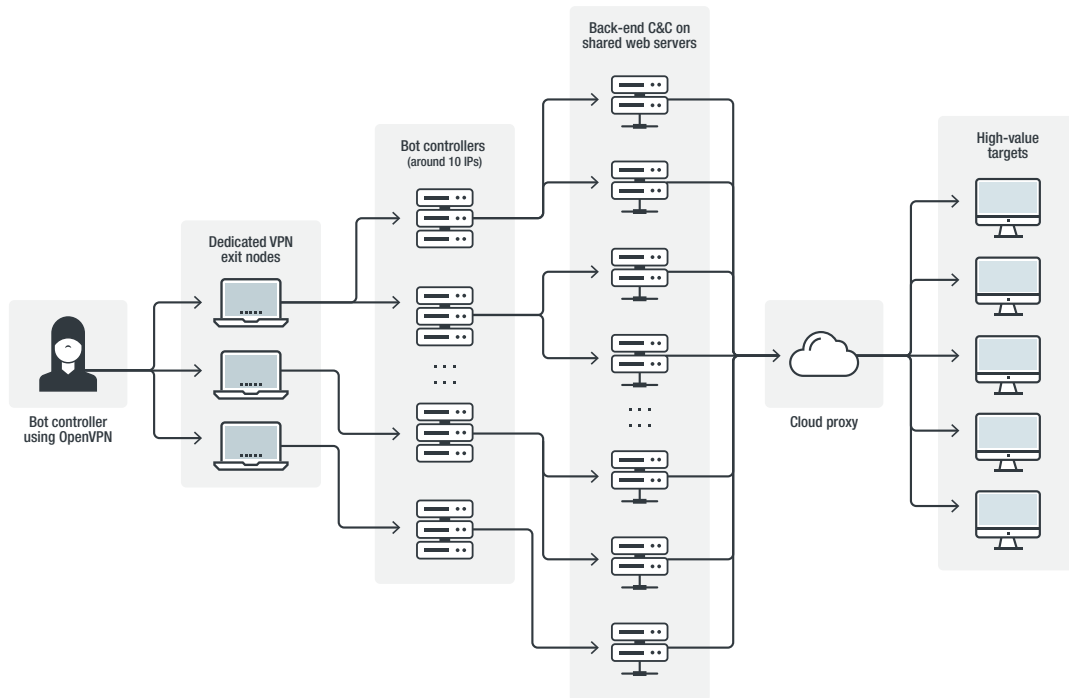 Bot controller
using OpenVPN
Dedicated VPN
exit nodes
Bot controllers
(around 10 IPs)
Back-end C&C on
shared web servers
Cloud proxy
High-value
targets